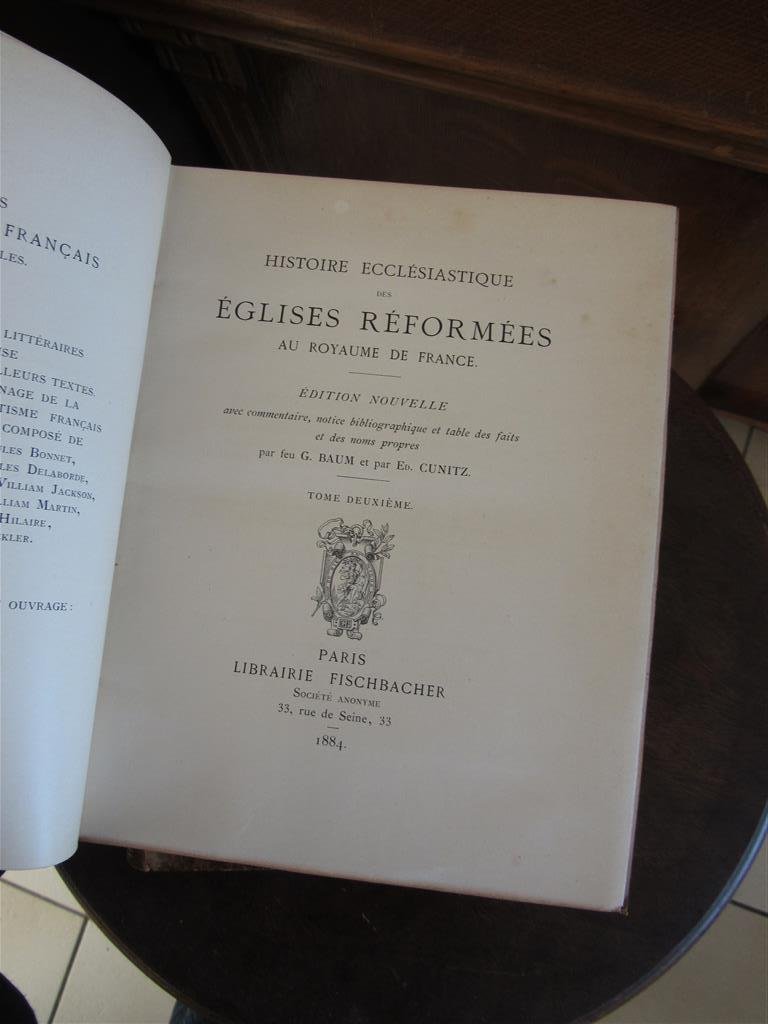 S
FRANÇAIS
LES.
LITTÉRAIRES
ISE
LLEURS TEXTES.
NAGE DE LA
TISME FRANÇAIS
COMPOSÉ DE
ULES BONNET,
LES DELABORDE,
WILLIAM JACKSON,
LLIAM MARTIN,
HILAIRE,
CKLER.
OUVRAGE :
HISTOIRE ECCLÉSIASTIQUE
DES
ÉGLISES RÉFORMÉES
AU ROYAUME DE FRANCE.
ÉDITION NOUVELLE
avec commentaire, notice bibliographique et table des faits
et des noms propres
par feu G. BAUM et par ED. CUNITZ.
TOME DEUXIÈME.
PARIS
LIBRAIRIE FISCHBACHER
SOCIÉTÉ ANONYME
33, rue de Seine, 33
1884.